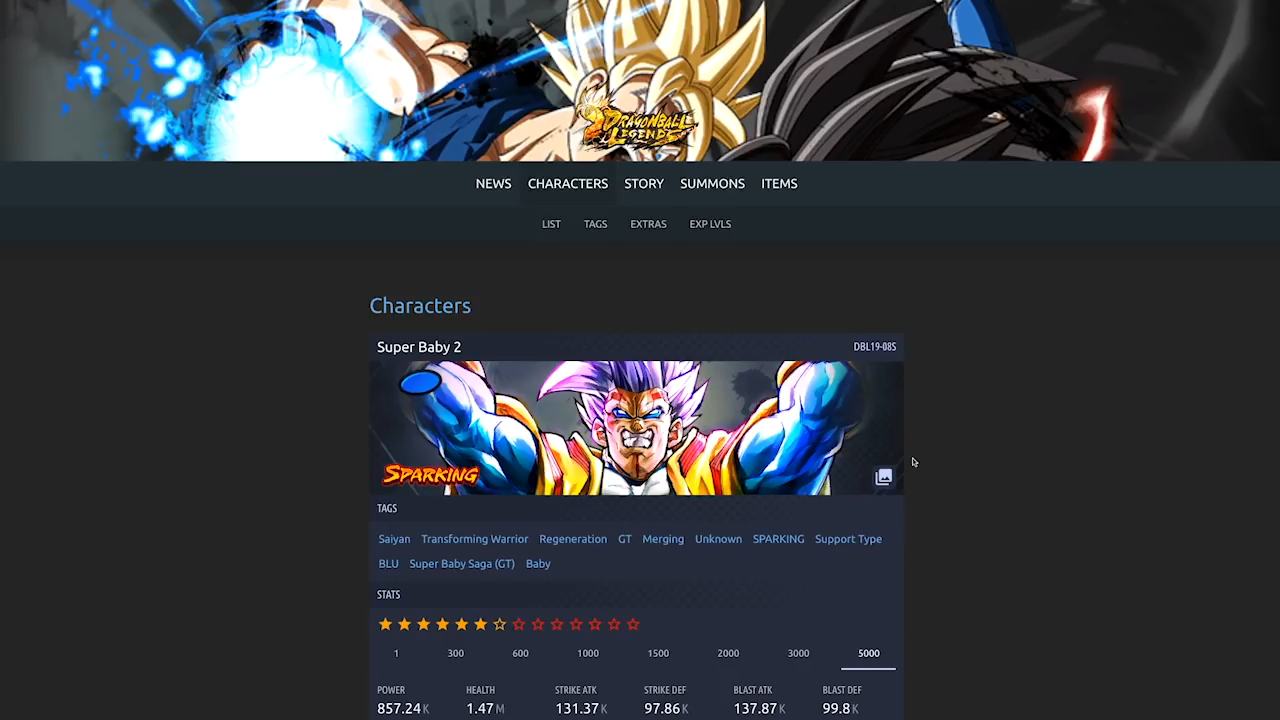 DRAGONBALL
LEGENDS
NEWS CHARACTERS STORY SUMMONS ITEMS
LIST TAGS EXTRAS EXP LVLS
Characters
Super Baby 2 DBL19-08S
SPARKING
TAGS
Saiyan Transforming Warrior Regeneration GT Merging Unknown SPARKING Support Type
BLU Super Baby Saga (GT) Baby
STATS
1 300 600 1000 1500 2000 3000 5000
POWER HEALTH STRIKE ATK STRIKE DEF BLAST ATK BLAST DEF
857.24K 1.47M 131.37K 97.86K 137.87K 99.8K